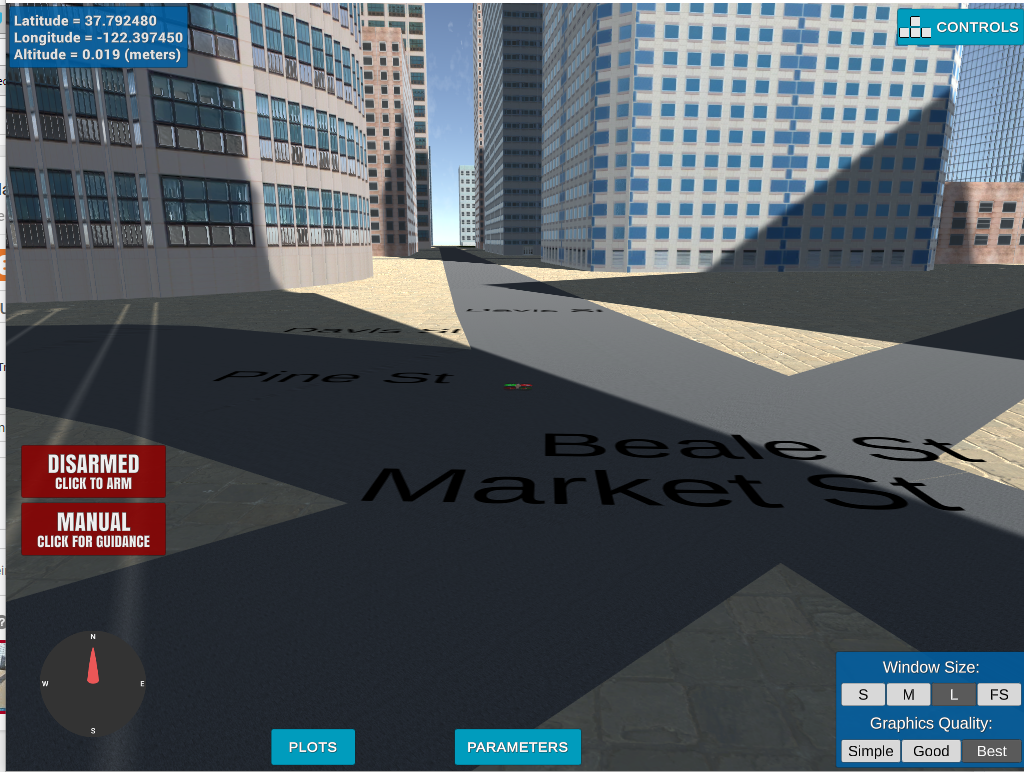 Latitude = 37.792480
Longitude = -122.397450
Altitude = 0.019 (meters)
CONTROLS
Davis St
Davis St
Pine St
Beale St
Market St
DISARMED
CLICK TO ARM
MANUAL
CLICK FOR GUIDANCE
N
W E
S
PLOTS
PARAMETERS
Window Size:
S M L FS
Graphics Quality:
Simple Good Best